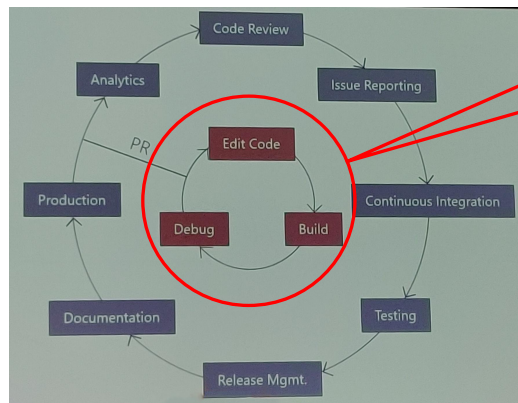 Code Review
Analytics
Issue Reporting
PR
Edit Code
Production
Continuous Integration
Debug
Build
Documentation
Testing
Release Mgmt.